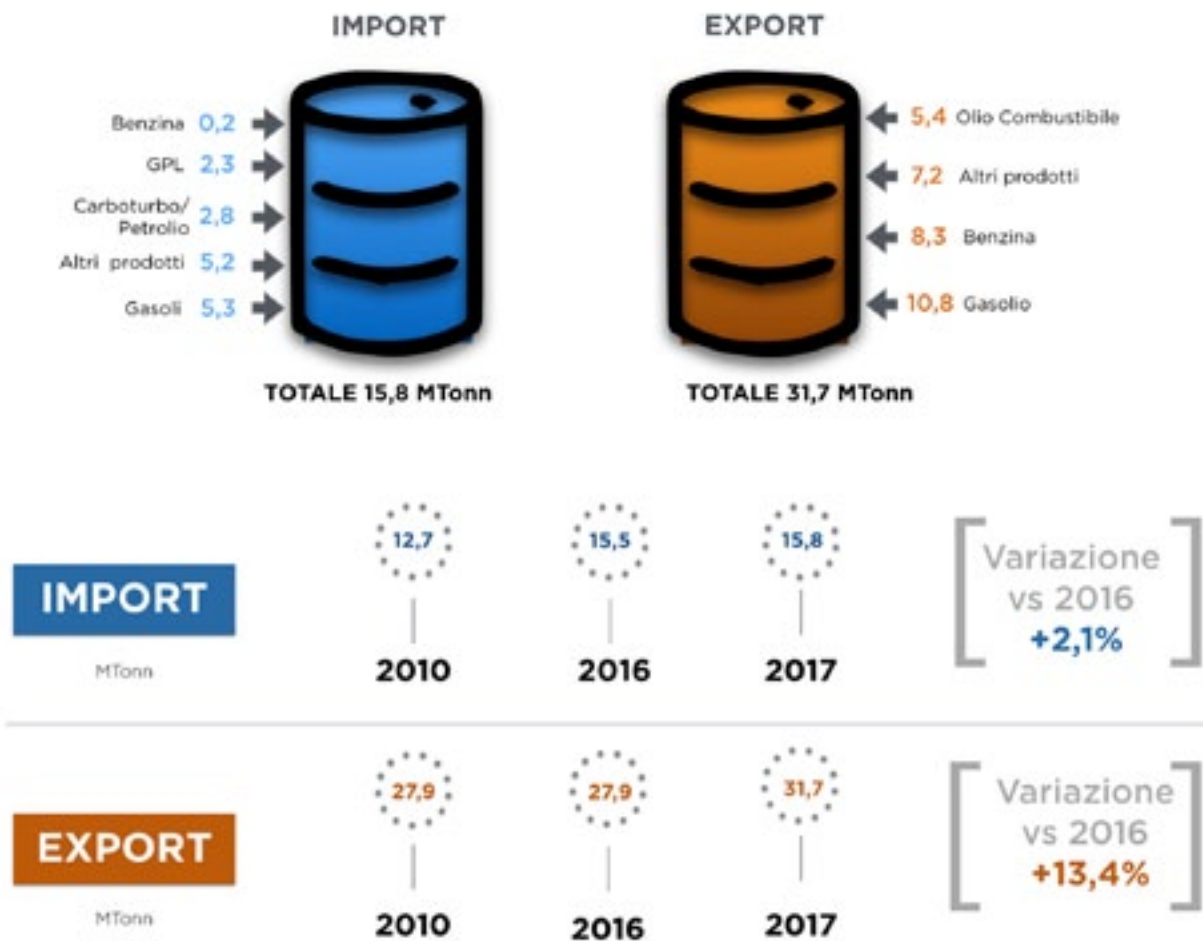 IMPORT
Benzina 0,2
GPL 2,3
Carboturbo/
Petrolio 2,8
Altri prodotti 5,2
Gasoli 5,3
TOTALE 15,8 MTonn
EXPORT
5,4 Olio Combustibile
7,2 Altri prodotti
8,3 Benzina
10,8 Gasolio
TOTALE 31,7 MTonn
IMPORT
MTonn
12,7
2010
15,5
2016
15,8
2017
Variazione
vs 2016
+2,1%
EXPORT
MTonn
27,9
2010
27,9
2016
31,7
2017
Variazione
vs 2016
+13,4%